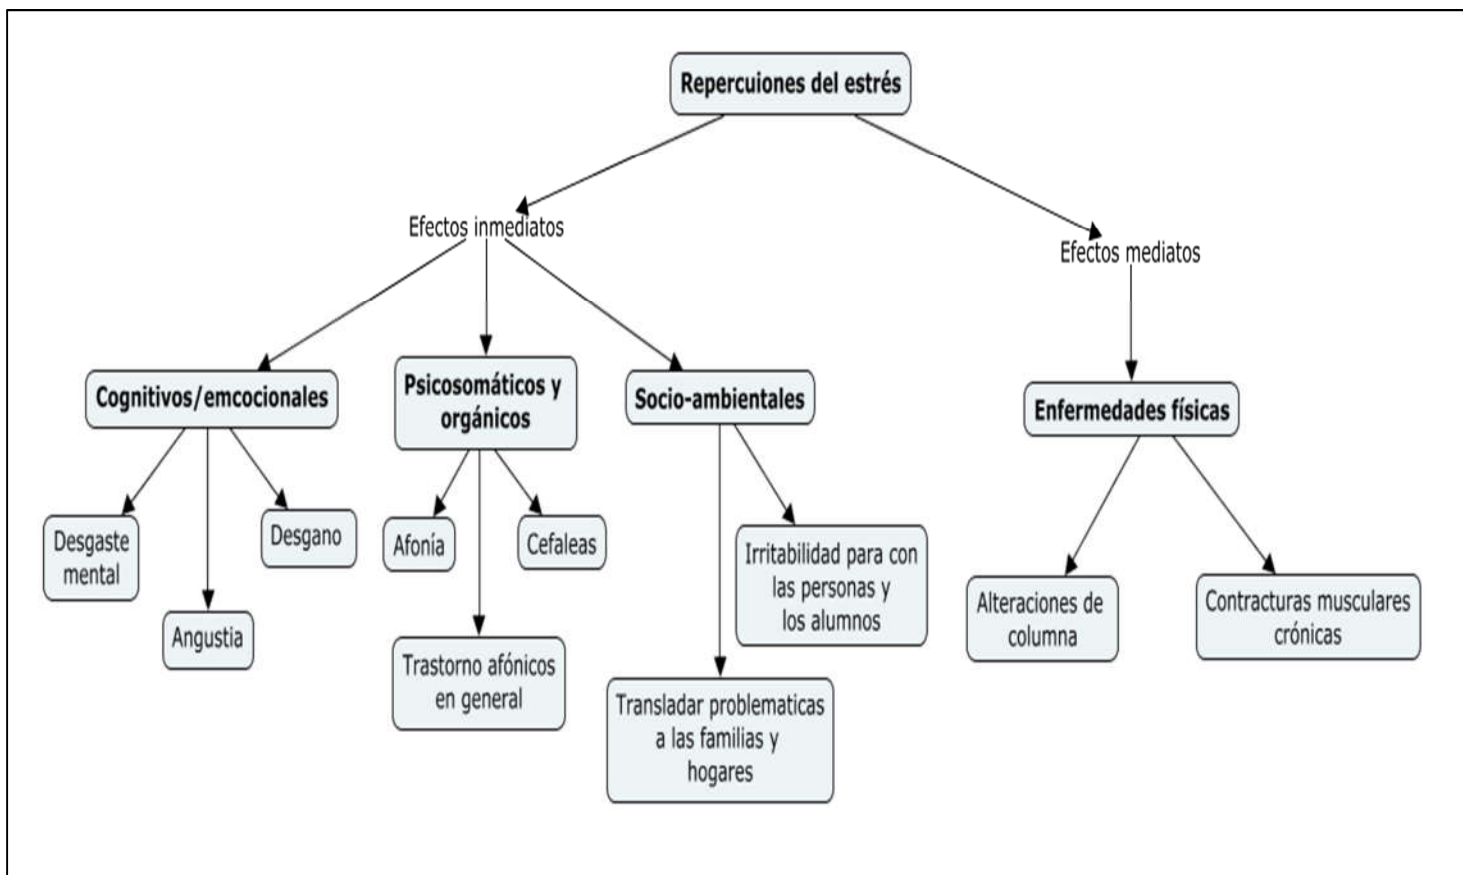 Repercuiones del estrés
Efectos inmediatos
Efectos mediatos
Cognitivos/emcocionales
Psicosomáticos y
orgánicos
Socio-ambientales
Enfermedades físicas
Desgaste
mental
Angustia
Desgano
Afonía
Trastorno afónicos
en general
Cefaleas
Transladar problematicas
a las familias y
hogares
Irritabilidad para con
las personas y
los alumnos
Alteraciones de
columna
Contracturas musculares
crónicas